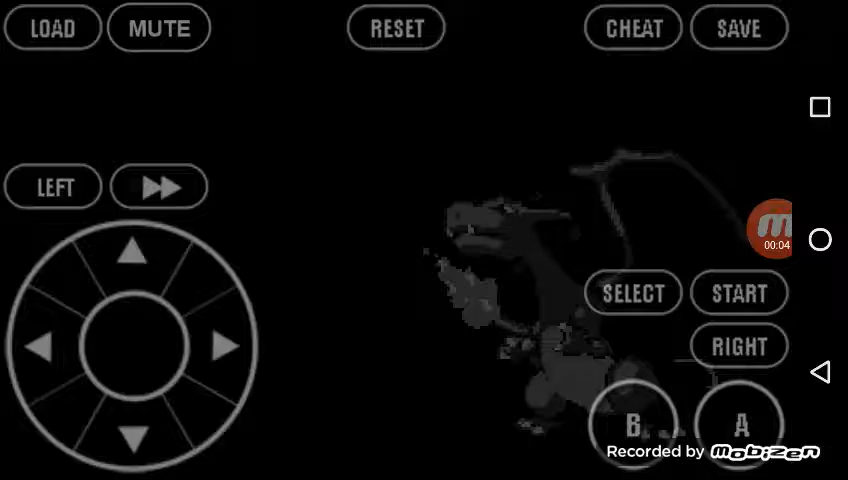 LOAD MUTE RESET CHEAT SAVE
LEFT
00:04
SELECT START
RIGHT
B A
Recorded by mobizen